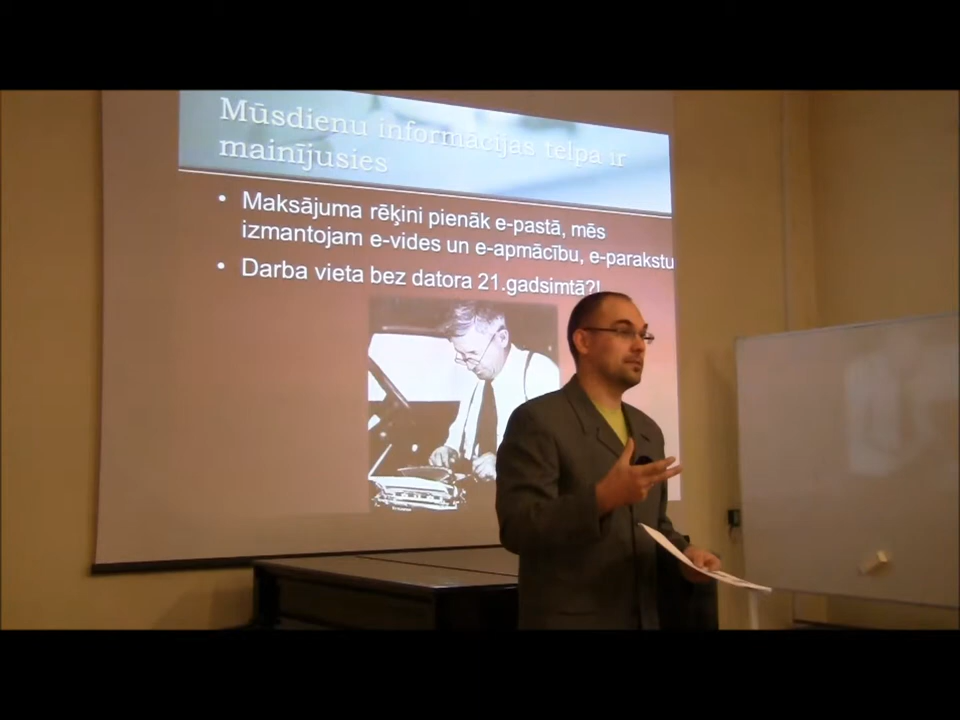 Mūsdienu informācijas telpa ir
mainījusies
• Maksājuma rēķini pienāk e-pastā, mēs
izmantojam e-vides un e-apmācību, e-parakstu
• Darba vieta bez datora 21.gadsimtā?!